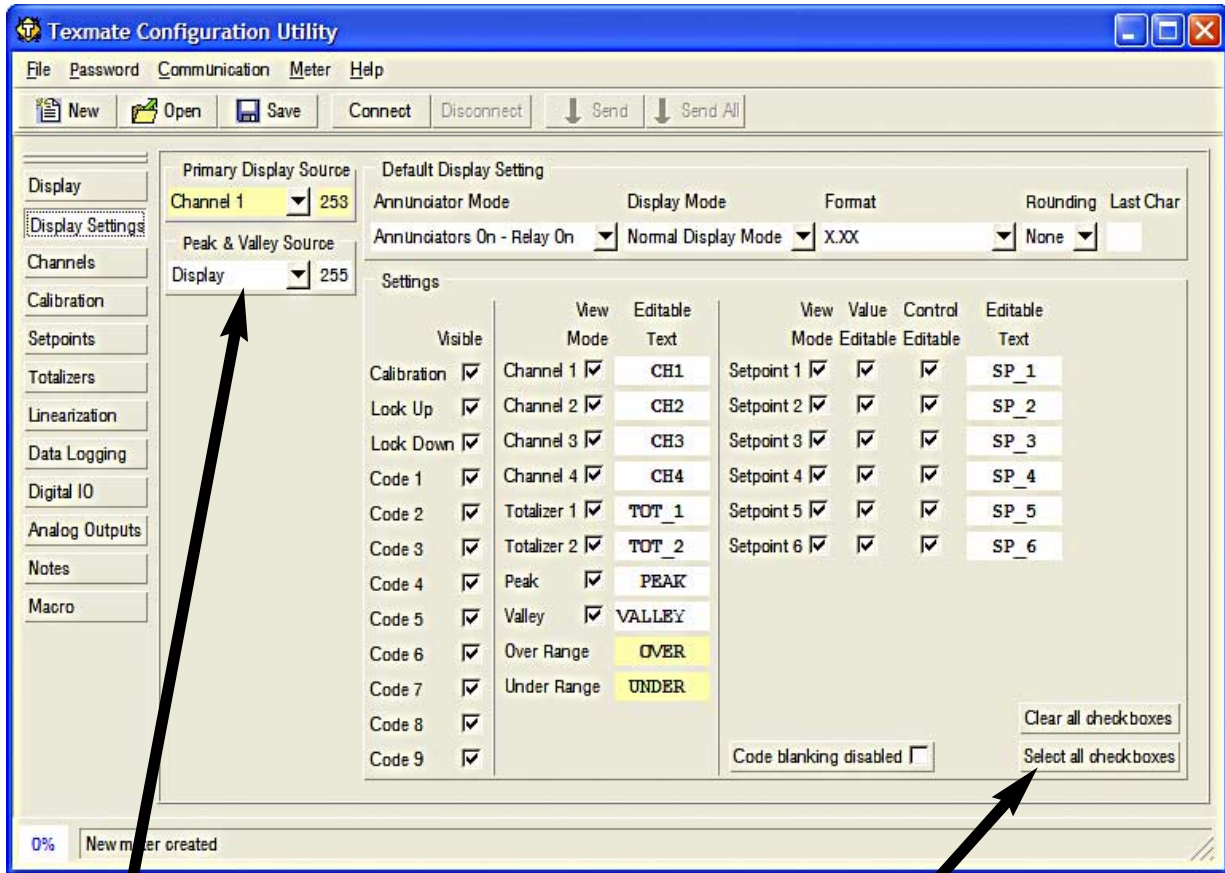 Texmate Configuration Utility
File Password Communication Meter Help
New Open Save Connect Disconnect Send Send All
Display
Display Settings
Channels
Calibration
Setpoints
Totalizers
Linearization
Data Logging
Digital IO
Analog Outputs
Notes
Macro
Primary Display Source
Channel 1 253
Peak & Valley Source
Display 255
Default Display Setting
Annunciator Mode Display Mode Format Rounding Last Char
Annunciators On - Relay On Normal Display Mode X.XX None
Settings
Visible
Calibration
Lock Up
Lock Down
Code 1
Code 2
Code 3
Code 4
Code 5
Code 6
Code 7
Code 8
Code 9
View Editable
Mode Text
Channel 1 CH1
Channel 2 CH2
Channel 3 CH3
Channel 4 CH4
Totalizer 1 TOT_1
Totalizer 2 TOT_2
Peak PEAK
Valley VALLEY
Over Range OVER
Under Range UNDER
View Value Control Editable
Mode Editable Editable Text
Setpoint 1 SP_1
Setpoint 2 SP_2
Setpoint 3 SP_3
Setpoint 4 SP_4
Setpoint 5 SP_5
Setpoint 6 SP_6
Clear all checkboxes
Code blanking disabled Select all checkboxes
0% New meter created